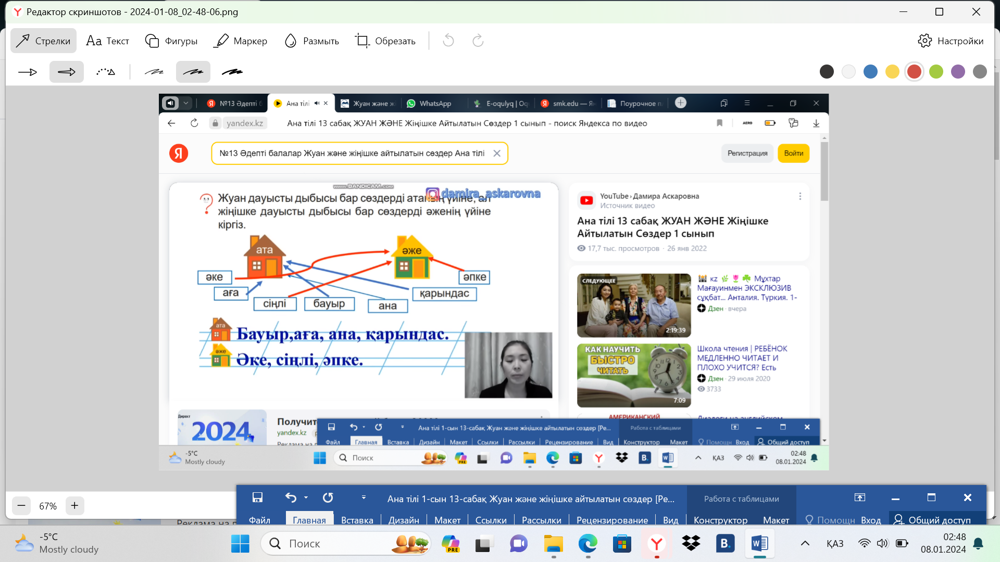 Редактор скриншотов - 2024-01-08_02-48-06.png
Стрелки Текст Фигуры Маркер Размыть Обрезать Настройки
№13 Әдепті б Ана тілі Жуан және жі WhatsApp E-oqulyq | Oq smk.edu — Ян Поурочное п
yandex.kz Ана тілі 13 сабақ ЖУАН ЖӘНЕ Жіңішке Айтылатын Сөздер 1 сынып - поиск Яндекса по видео
№13 Әдепті балалар Жуан және жіңішке айтылатын сөздер Ана тілі
Регистрация Войти
www.BANDICAM.com
damira_askarovna
Жуан дауысты дыбысы бар сөздерді атаның үйіне, ал
жіңішке дауысты дыбысы бар сөздерді әженің үйіне
кіргіз.
ата әже
әке әпке
аға қарындас
сіңлі бауыр ана
ата Бауыр,аға, ана, қарындас.
әже Әке, сіңлі, әпке.
YouTube › Дамира Аскаровна
Источник видео
Ана тілі 13 сабақ ЖУАН ЖӘНЕ Жіңішке
Айтылатын Сөздер 1 сынып
17,7 тыс. просмотров · 26 янв 2022
СЛЕДУЮЩЕЕ
2:19:39
кz Мұхтар
Мағауинмен ЭКСКЛЮЗИВ
сұқбат... Анталия. Түркия. 1-
Дзен · вчера
КАК НАУЧИТЬ
БЫСТРО
ЧИТАТЬ
7:09
Школа чтения | РЕБЁНОК
МЕДЛЕННО ЧИТАЕТ И
ПЛОХО УЧИТСЯ? Есть
Дзен · 29 июля 2020
3733
АМЕРИКАНСКИЙ
Диалоги на английском
Директ
2024
Получит
yandex.kz
Реклама на п
Ана тілі 1-сын 13-сабақ Жуан және жіңішке айтылатын сөздер [Ре... Работа с таблицами
Файл Главная Вставка Дизайн Макет Ссылки Рассылки Рецензирование Вид Конструктор Макет Помощн Вход Общий доступ
-5°C
Mostly cloudy
Поиск
PRE
B.
ҚАЗ
02:48
08.01.2024
67%
Ана тілі 1-сын 13-сабақ Жуан және жіңішке айтылатын сөздер [Ре... Работа с таблицами
Файл Главная Вставка Дизайн Макет Ссылки Рассылки Рецензирование Вид Конструктор Макет Помощн Вход Общий доступ
Реклама на п
-5°C
Mostly cloudy
Поиск
PRE
B.
ҚАЗ
02:48
08.01.2024